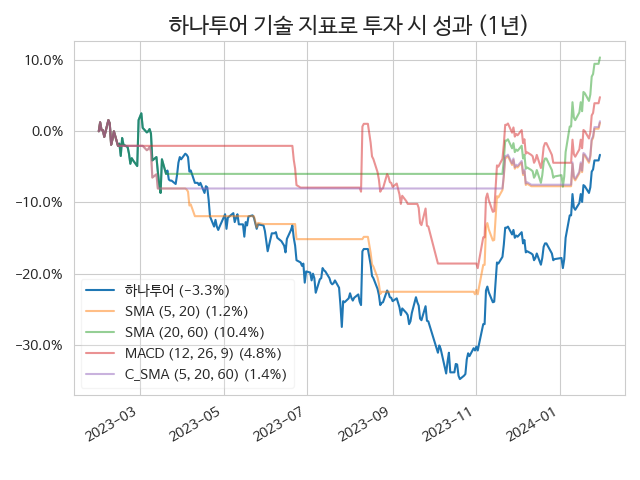 하나투어 기술 지표로 투자 시 성과 (1년)
10.0%
0.0%
−10.0%
−20.0%
−30.0%
하나투어 (−3.3%)
SMA (5, 20) (1.2%)
SMA (20, 60) (10.4%)
MACD (12, 26, 9) (4.8%)
C_SMA (5, 20, 60) (1.4%)
2023−03
2023−05
2023−07
2023−09
2023−11
2024−01